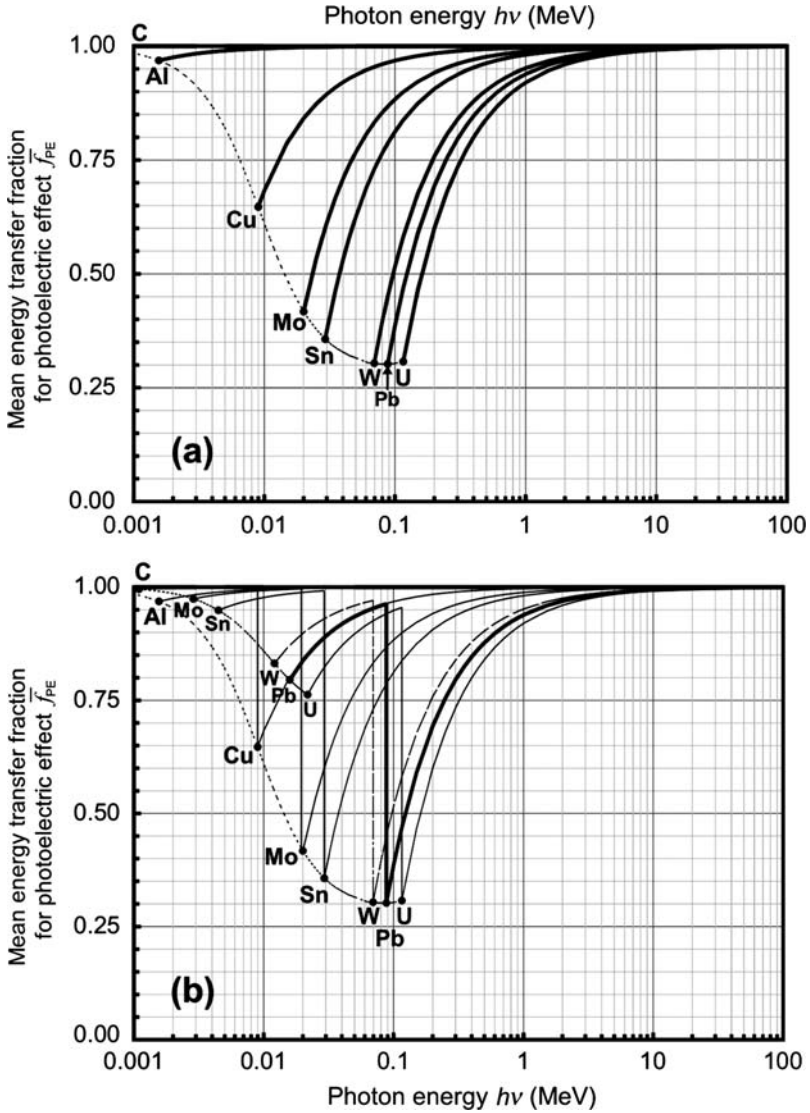 Photon energy hν (MeV)
C
1.00
Al
0.75
Cu
0.50
Mo
Sn
W
U
Pb
0.25
(a)
0.00
0.001
0.01
0.1
1
10
100
Mean energy transfer fraction
for photoelectric effect f̅PE
C
1.00
Al
Mo
Sn
W
Pb
U
0.75
Cu
0.50
Mo
Sn
W
U
Pb
0.25
(b)
0.00
0.001
0.01
0.1
1
10
100
Mean energy transfer fraction
for photoelectric effect f̅PE
Photon energy hν (MeV)